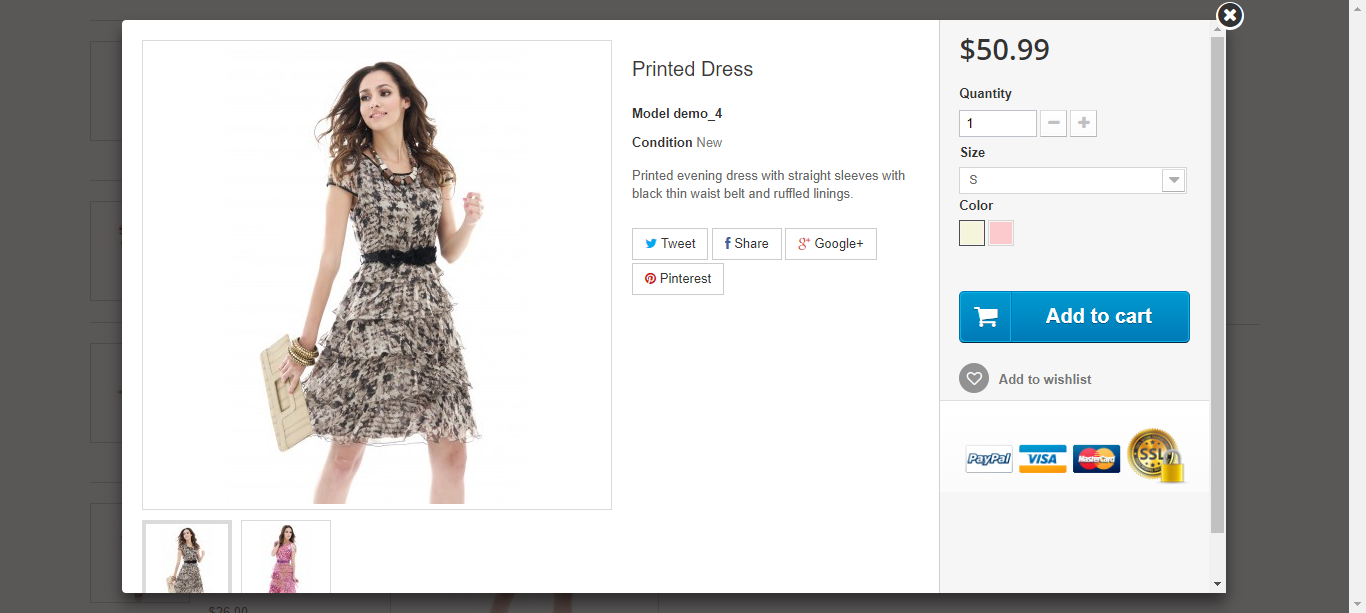 Printed Dress
Model demo_4
Condition New
Printed evening dress with straight sleeves with
black thin waist belt and ruffled linings.
Tweet
Share
Google+
Pinterest
$50.99
Quantity
1
Size
S
Color
Add to cart
Add to wishlist
PayPal
VISA
MasterCard
SSL
$26.00